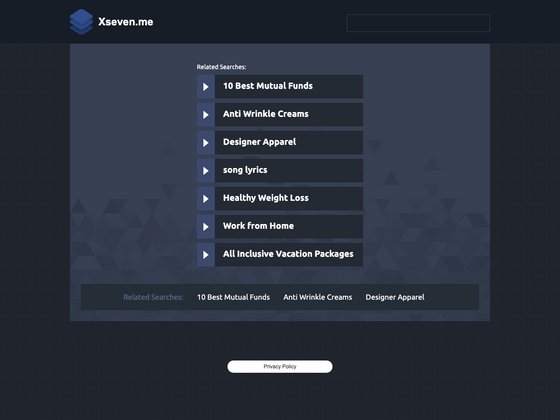 Xseven.me
Related Searches:
10 Best Mutual Funds
Anti Wrinkle Creams
Designer Apparel
song lyrics
Healthy Weight Loss
Work from Home
All Inclusive Vacation Packages
Related Searches: 10 Best Mutual Funds Anti Wrinkle Creams Designer Apparel
Privacy Policy